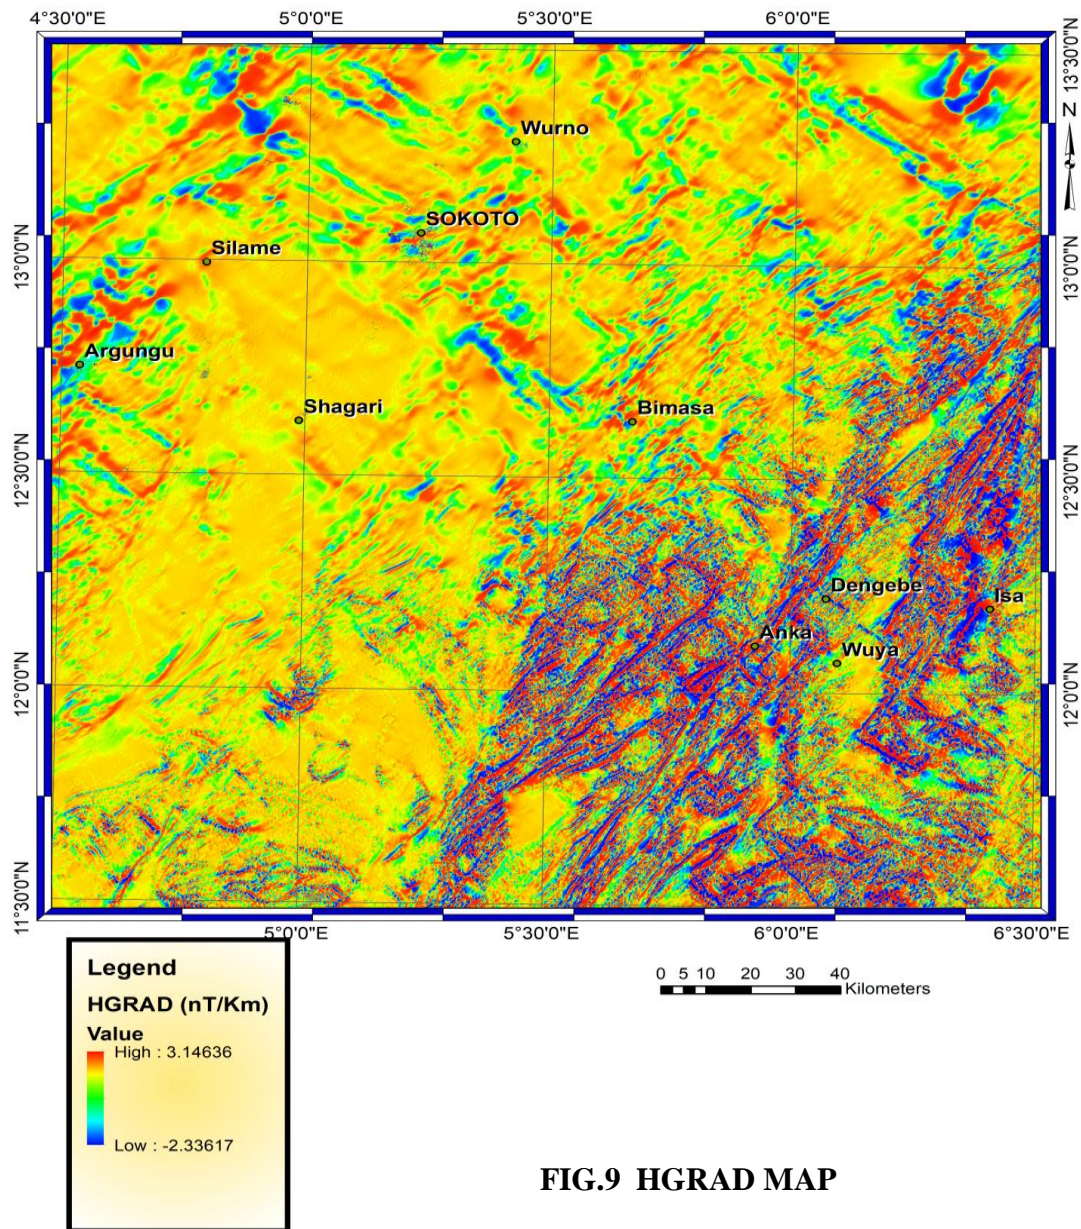 4°30'0"E 5°0'0"E 5°30'0"E 6°0'0"E
13°30'0"N
N
Wurno
SOKOTO
Silame
13°0'0"N 13°0'0"N
Argungu
Shagari
Bimasa
12°30'0"N 12°30'0"N
Dengebe
Isa
Anka
Wuya
12°0'0"N 12°0'0"N
11°30'0"N
5°0'0"E 5°30'0"E 6°0'0"E 6°30'0"E
Legend
HGRAD (nT/Km)
Value
High : 3.14636
Low : -2.33617
0 5 10 20 30 40
Kilometers
FIG.9 HGRAD MAP